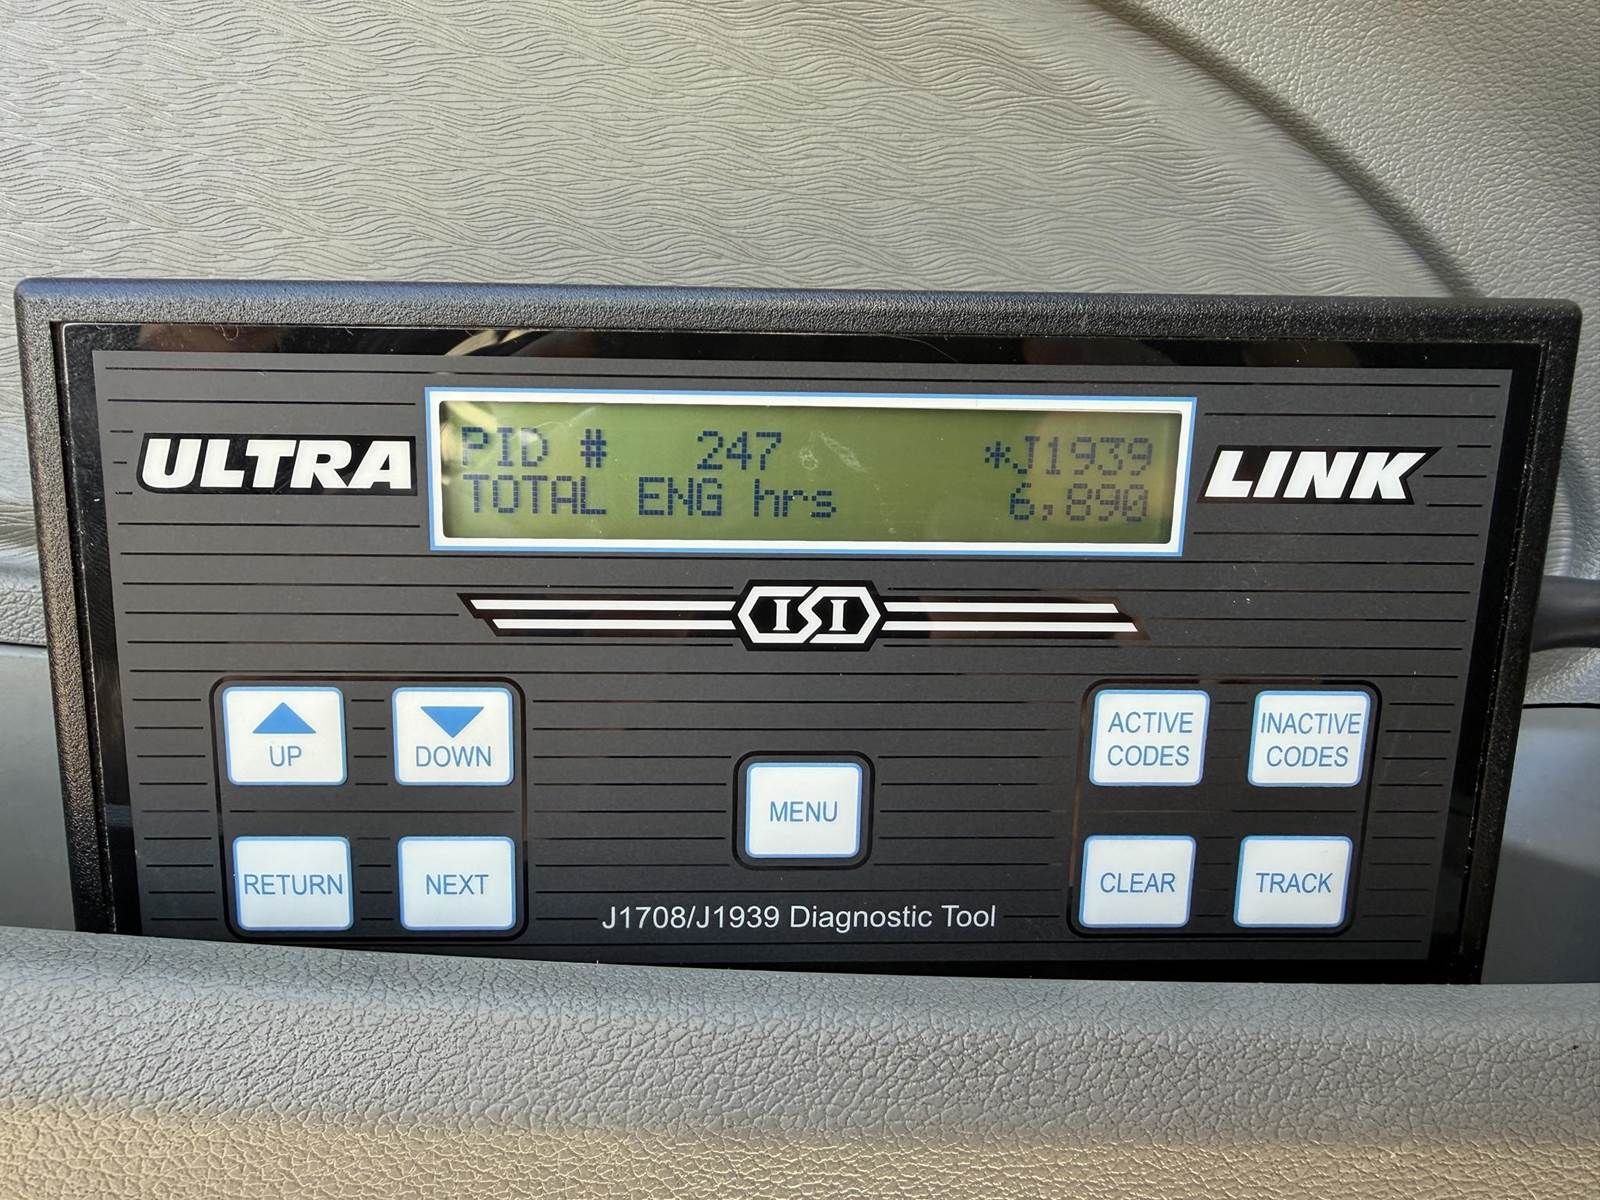 PID # 247 *J1939
TOTAL ENG hrs 6,890
ULTRA LINK
ISI
UP DOWN
ACTIVE CODES
INACTIVE CODES
MENU
RETURN NEXT
CLEAR TRACK
J1708/J1939 Diagnostic Tool